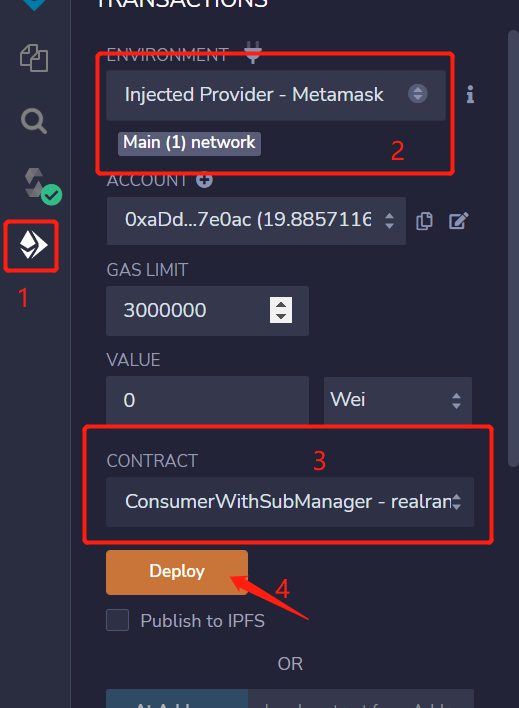 TRANSACTIONS
ENVIRONMENT
Injected Provider - Metamask
Main (1) network
2
ACCOUNT
0xaDd...7e0ac (19.8857116
1
GAS LIMIT
3000000
VALUE
0
Wei
CONTRACT
3
ConsumerWithSubManager - realran
Deploy
4
Publish to IPFS
OR